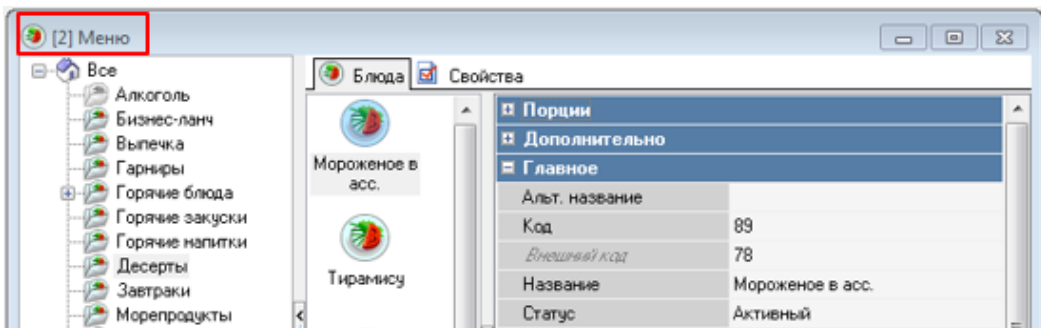 [2] Меню
Все
Алкоголь
Бизнес-ланч
Выпечка
Гарниры
Горячие блюда
Горячие закуски
Горячие напитки
Десерты
Завтраки
Морепродукты
Блюда Свойства
Мороженое в
асс.
Тирамису
Порции
Дополнительно
Главное
Альт. название
Код 89
Внешний код 78
Название Мороженое в асс.
Статус Активный